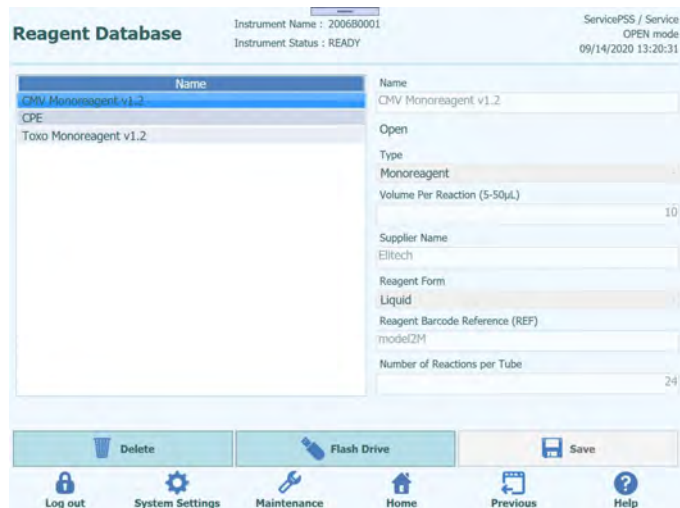 Reagent Database
Instrument Name : 200680001
Instrument Status : READY
ServicePSS / Service
OPEN mode
09/14/2020 13:20:31
Name
CMV Monoreagent v1.2
CPE
Toxo Monoreagent v1.2
Name
CMV Monoreagent v1.2
Open
Type
Monoreagent
Volume Per Reaction (5-50µL)
10
Supplier Name
Elitech
Reagent Form
Liquid
Reagent Barcode Reference (REF)
model2M
Number of Reactions per Tube
24
Delete
Flash Drive
Save
Log out
System Settings
Maintenance
Home
Previous
Help